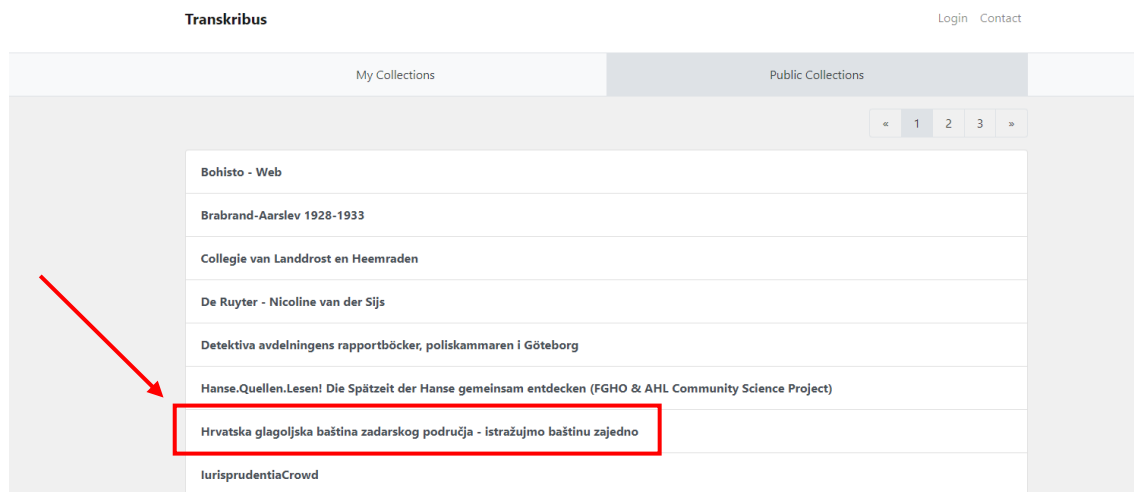 Transkribus
Login Contact
My Collections Public Collections
« 1 2 3 »
Bohisto - Web
Brabrand-Aarslev 1928-1933
Collegie van Landdrost en Heemraden
De Ruyter - Nicoline van der Sijs
Detektiva avdelningens rapportböcker, poliskammaren i Göteborg
Hanse.Quellen.Lesen! Die Spätzeit der Hanse gemeinsam entdecken (FGHO & AHL Community Science Project)
Hrvatska glagoljska baština zadarskog područja - istražujmo baštinu zajedno
IurisprudentiaCrowd